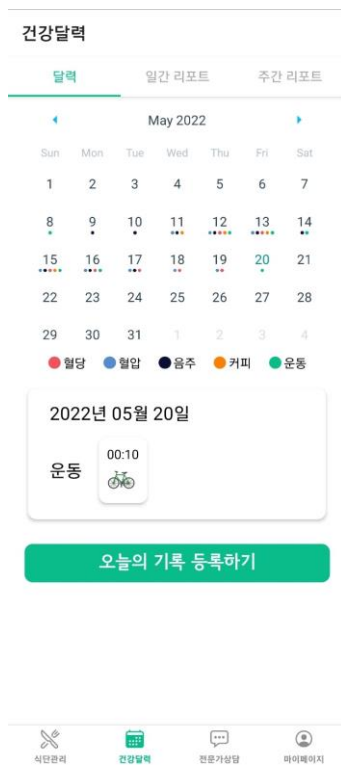 건강달력
달력 일간 리포트 주간 리포트
May 2022
Sun Mon Tue Wed Thu Fri Sat
1 2 3 4 5 6 7
8 9 10 11 12 13 14
15 16 17 18 19 20 21
22 23 24 25 26 27 28
29 30 31 1 2 3 4
혈당 혈압 음주 커피 운동
2022년 05월 20일
운동 00:10
오늘의 기록 등록하기
식단관리 건강달력 전문가상담 마이페이지